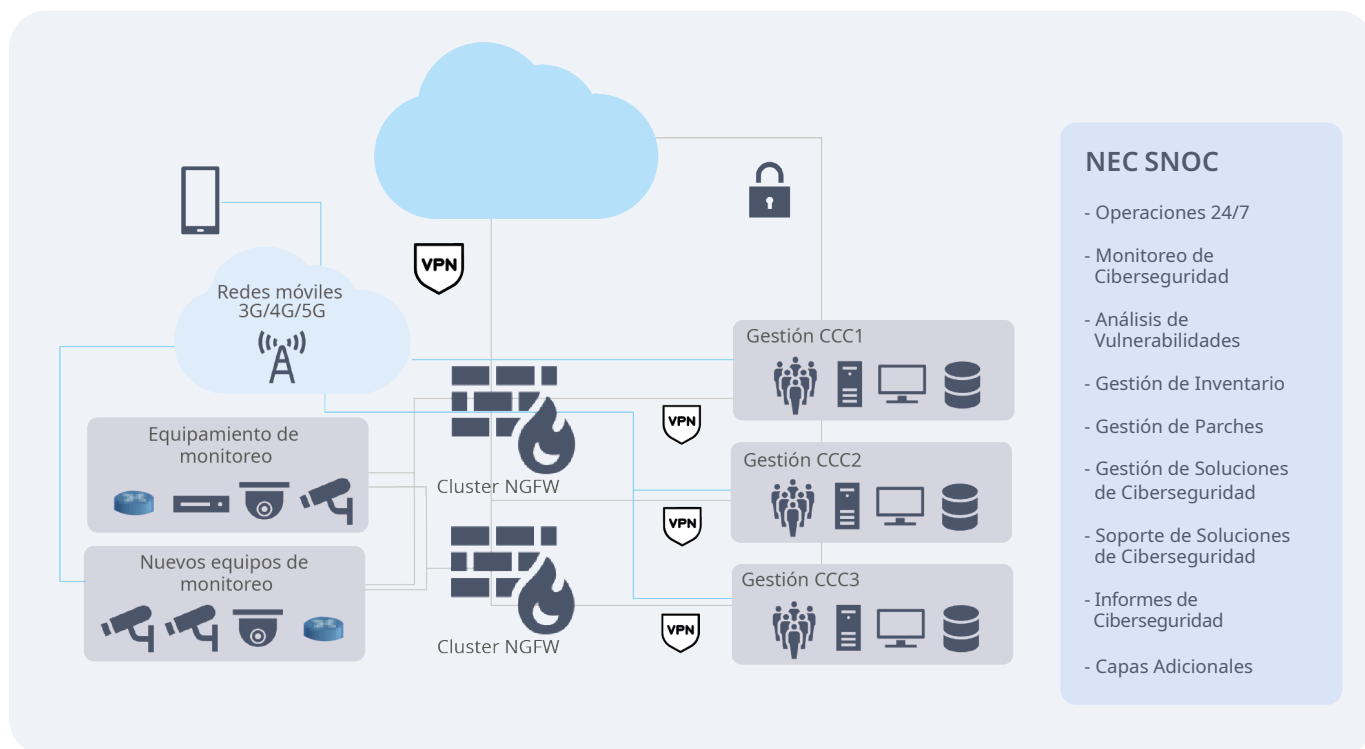 VPN
Redes móviles
3G/4G/5G
Equipamiento de
monitoreo
Nuevos equipos de
monitoreo
Cluster NGFW
Cluster NGFW
VPN
VPN
VPN
Gestión CCC1
Gestión CCC2
Gestión CCC3
NEC SNOC
- Operaciones 24/7
- Monitoreo de
Ciberseguridad
- Análisis de
Vulnerabilidades
- Gestión de Inventario
- Gestión de Parches
- Gestión de Soluciones
de Ciberseguridad
- Soporte de Soluciones
de Ciberseguridad
- Informes de
Ciberseguridad
- Capas Adicionales